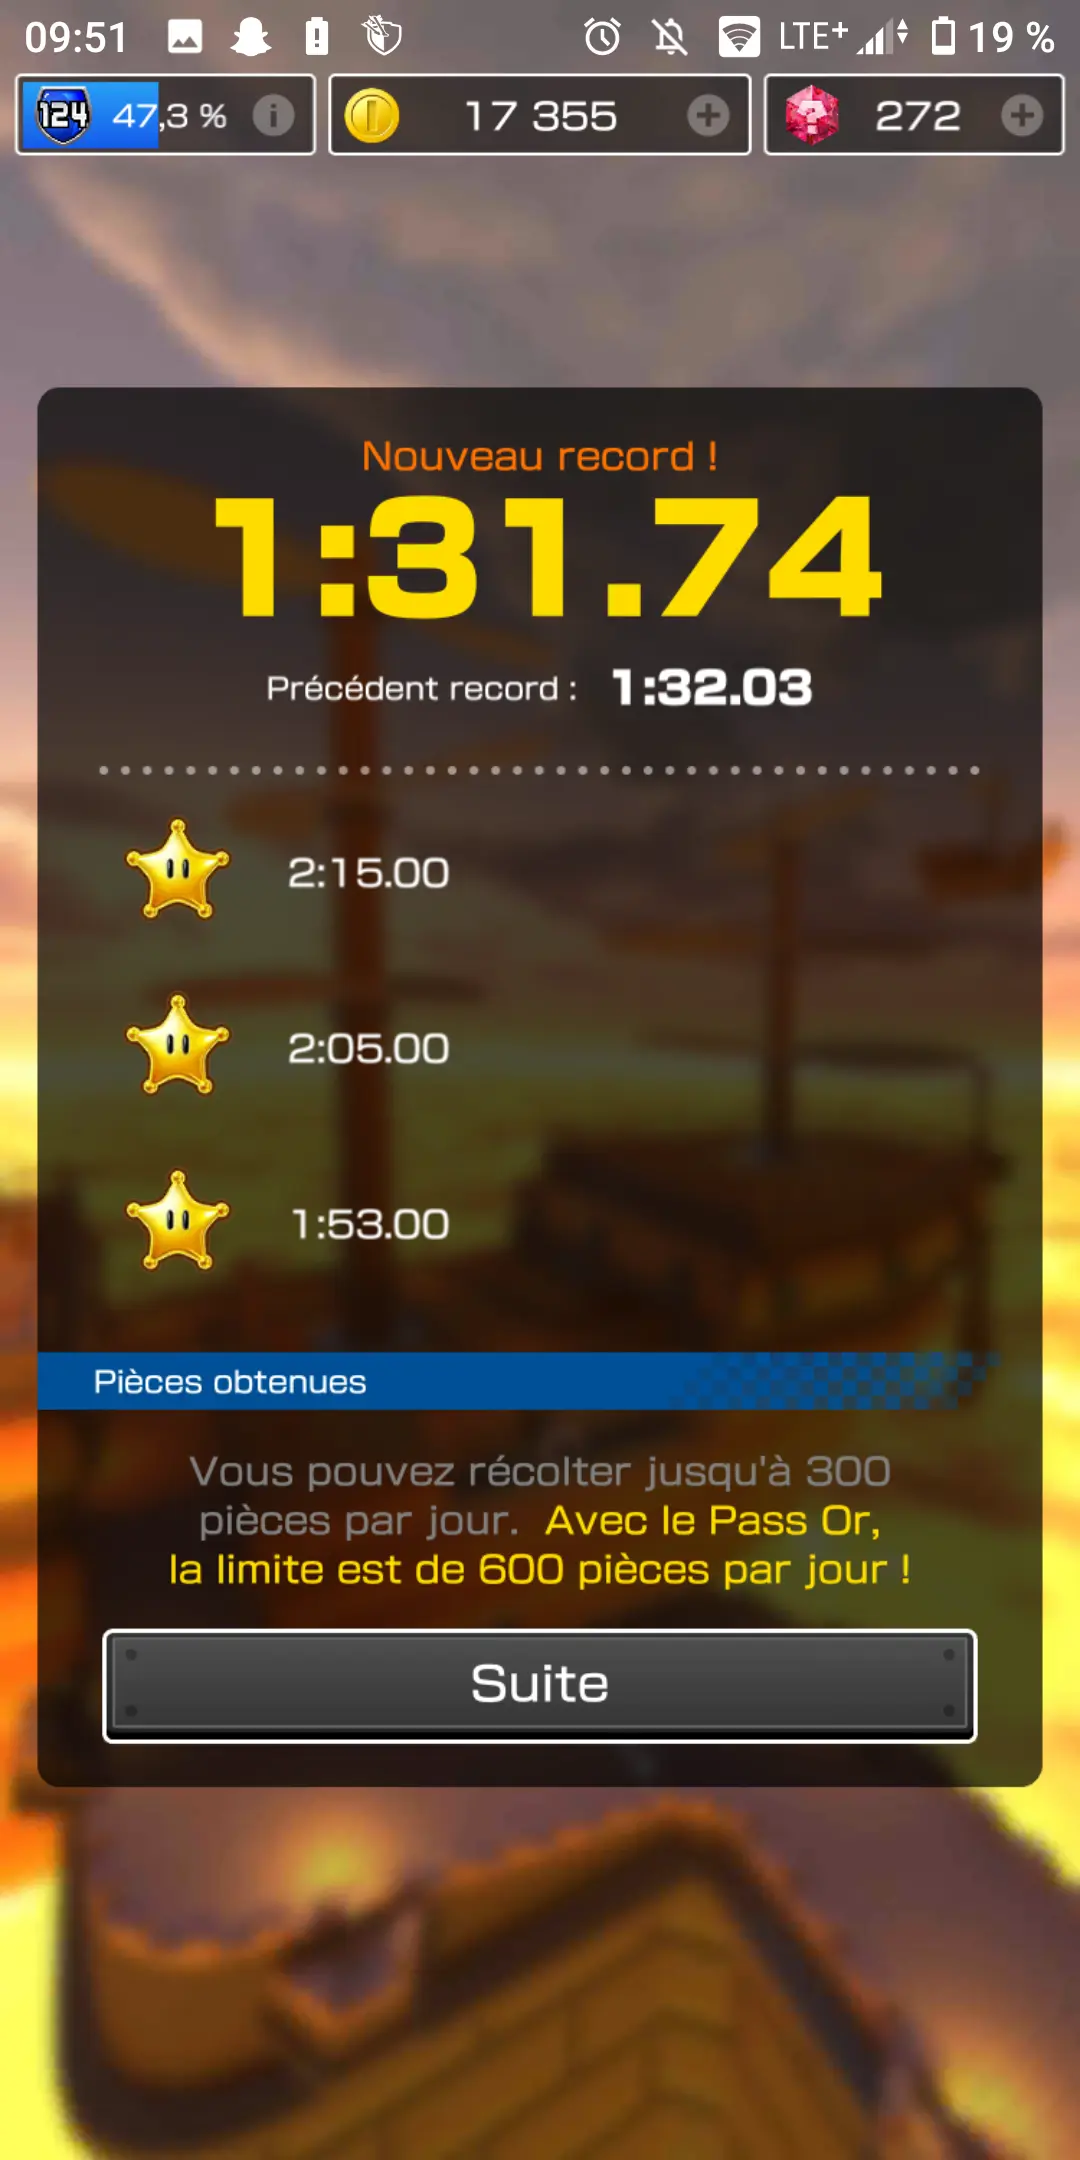 09:51 LTE+ 19 %
124 47,3 % i 17 355 + ? 272 +
Nouveau record !
1:31.74
Précédent record : 1:32.03
2:15.00
2:05.00
1:53.00
Pièces obtenues
Vous pouvez récolter jusqu'à 300
pièces par jour. Avec le Pass Or,
la limite est de 600 pièces par jour !
Suite